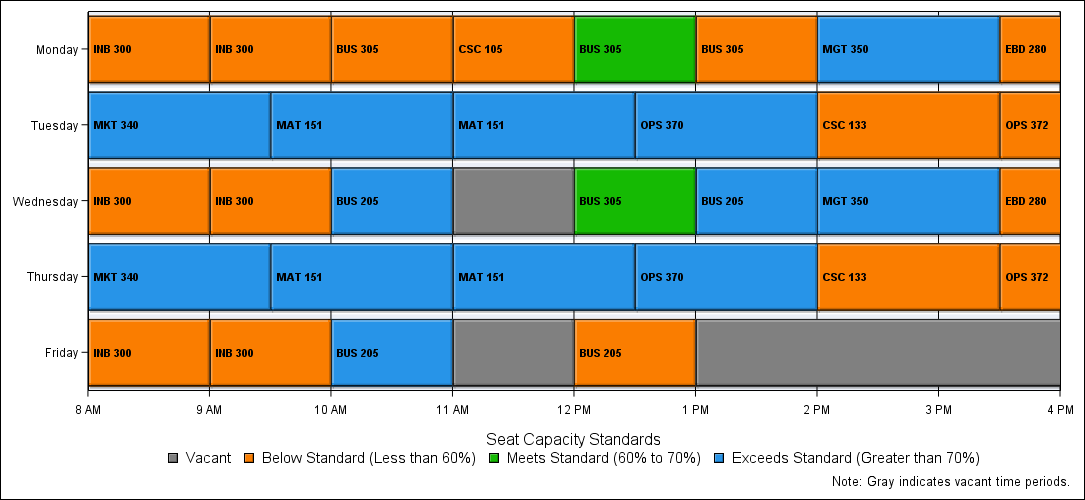 Monday INB 300 INB 300 BUS 305 CSC 105 BUS 305 BUS 305 MGT 350 EBD 280
Tuesday MKT 340 MAT 151 MAT 151 OPS 370 CSC 133 OPS 372
Wednesday INB 300 INB 300 BUS 205 BUS 305 BUS 205 MGT 350 EBD 280
Thursday MKT 340 MAT 151 MAT 151 OPS 370 CSC 133 OPS 372
Friday INB 300 INB 300 BUS 205 BUS 205
8 AM 9 AM 10 AM 11 AM 12 PM 1 PM 2 PM 3 PM 4 PM
Seat Capacity Standards
Vacant Below Standard (Less than 60%) Meets Standard (60% to 70%) Exceeds Standard (Greater than 70%)
Note: Gray indicates vacant time periods.